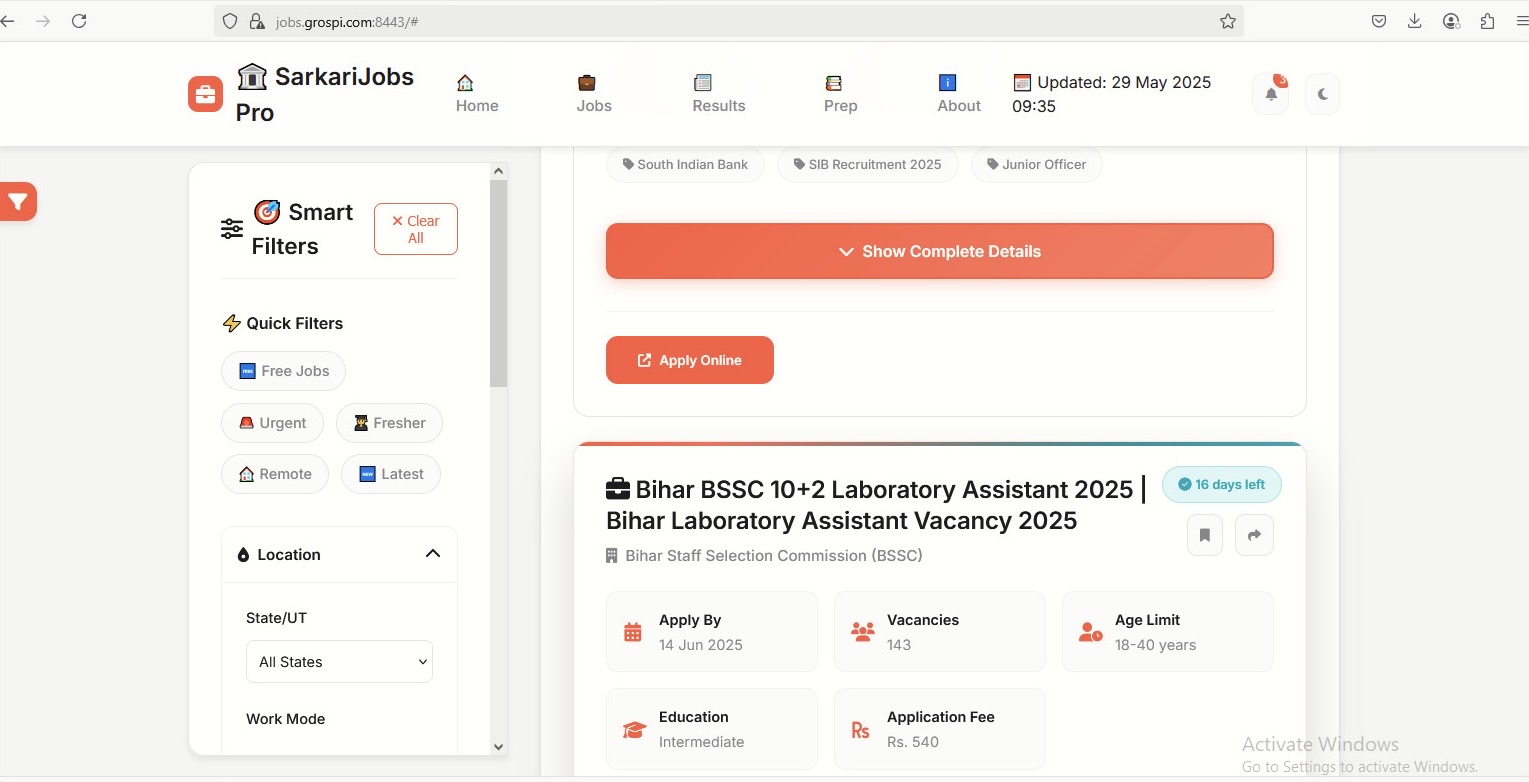 jobs.grospi.com:8443/#
SarkariJobs
Pro
Home
Jobs
Results
Prep
About
Updated: 29 May 2025
09:35
3
Smart
Filters
Clear
All
Quick Filters
FREE Free Jobs
Urgent
Fresher
Remote
NEW Latest
Location
State/UT
All States
Work Mode
South Indian Bank
SIB Recruitment 2025
Junior Officer
Show Complete Details
Apply Online
Bihar BSSC 10+2 Laboratory Assistant 2025 |
Bihar Laboratory Assistant Vacancy 2025
16 days left
Bihar Staff Selection Commission (BSSC)
Apply By
14 Jun 2025
Vacancies
143
Age Limit
18-40 years
Education
Intermediate
Rs
Application Fee
Rs. 540
Activate Windows
Go to Settings to activate Windows.